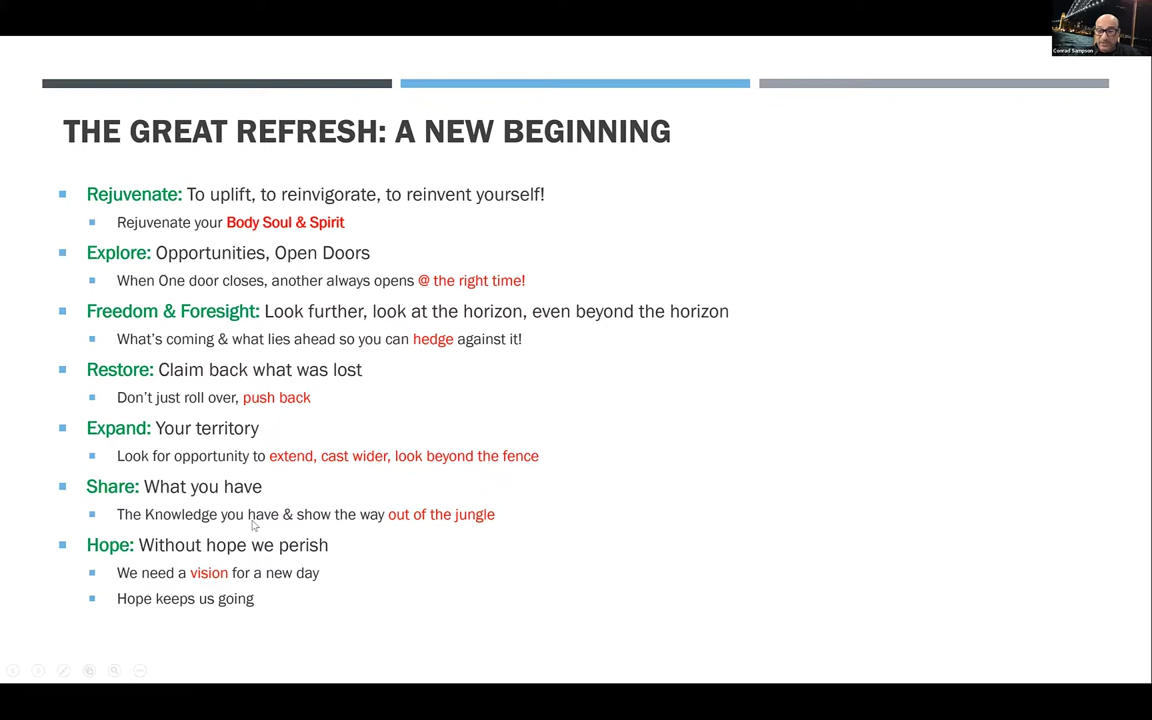 Conrad Sampson
THE GREAT REFRESH: A NEW BEGINNING
Rejuvenate: To uplift, to reinvigorate, to reinvent yourself!
Rejuvenate your Body Soul & Spirit
Explore: Opportunities, Open Doors
When One door closes, another always opens @ the right time!
Freedom & Foresight: Look further, look at the horizon, even beyond the horizon
What's coming & what lies ahead so you can hedge against it!
Restore: Claim back what was lost
Don't just roll over, push back
Expand: Your territory
Look for opportunity to extend, cast wider, look beyond the fence
Share: What you have
The Knowledge you have & show the way out of the jungle
Hope: Without hope we perish
We need a vision for a new day
Hope keeps us going